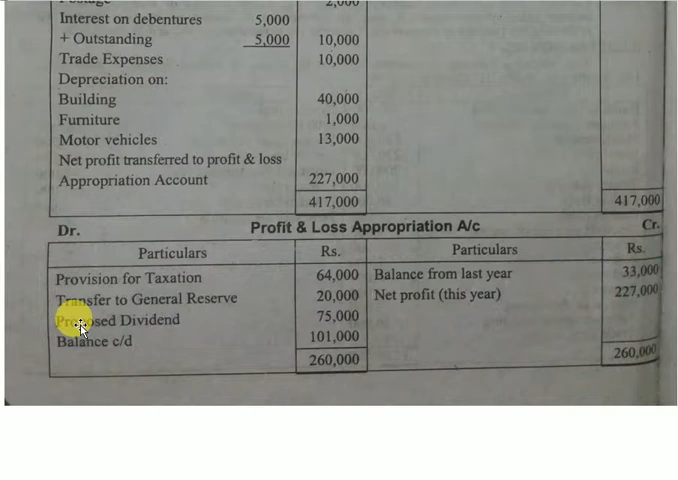 Postage 2,000
Interest on debentures 5,000
+ Outstanding 5,000 10,000
Trade Expenses 10,000
Depreciation on:
Building 40,000
Furniture 1,000
Motor vehicles 13,000
Net profit transferred to profit & loss
Appropriation Account 227,000
417,000 417,000
Dr. Profit & Loss Appropriation A/c Cr.
Particulars Rs. Particulars Rs.
Provision for Taxation 64,000 Balance from last year 33,000
Transfer to General Reserve 20,000 Net profit (this year) 227,000
Proposed Dividend 75,000
Balance c/d 101,000
260,000 260,000